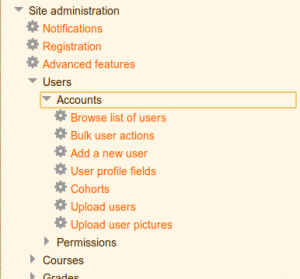 Site administration
Notifications
Registration
Advanced features
Users
Accounts
Browse list of users
Bulk user actions
Add a new user
User profile fields
Cohorts
Upload users
Upload user pictures
Permissions
Courses
Grades